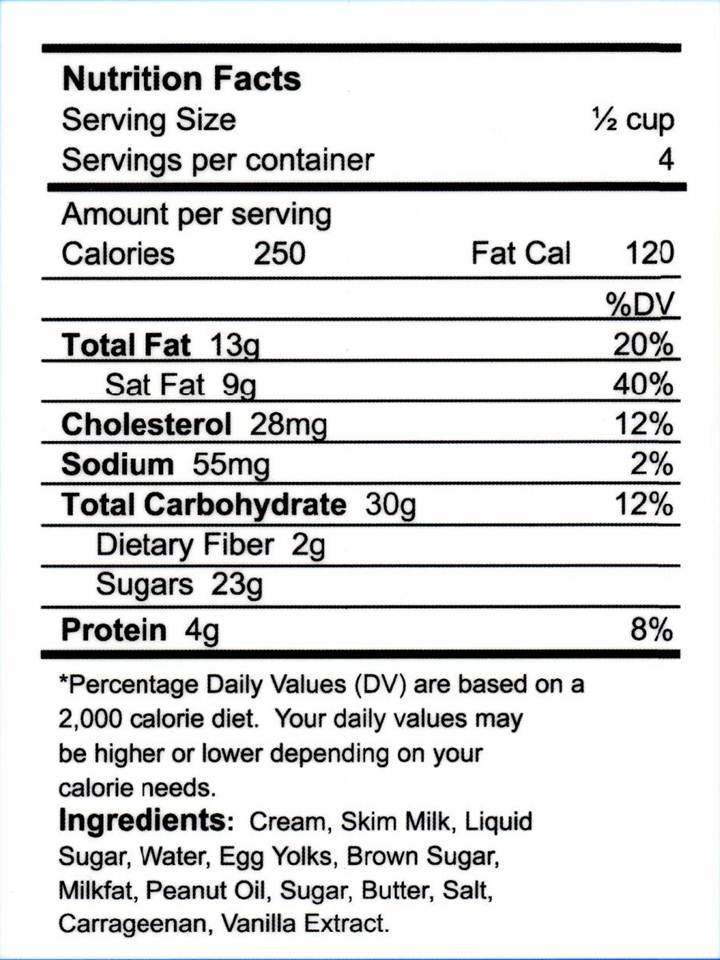 Nutrition Facts
Serving Size ½ cup
Servings per container 4
Amount per serving
Calories 250 Fat Cal 120
%DV
Total Fat 13g 20%
Sat Fat 9g 40%
Cholesterol 28mg 12%
Sodium 55mg 2%
Total Carbohydrate 30g 12%
Dietary Fiber 2g
Sugars 23g
Protein 4g 8%
*Percentage Daily Values (DV) are based on a
2,000 calorie diet. Your daily values may
be higher or lower depending on your
calorie needs.
Ingredients: Cream, Skim Milk, Liquid
Sugar, Water, Egg Yolks, Brown Sugar,
Milkfat, Peanut Oil, Sugar, Butter, Salt,
Carrageenan, Vanilla Extract.